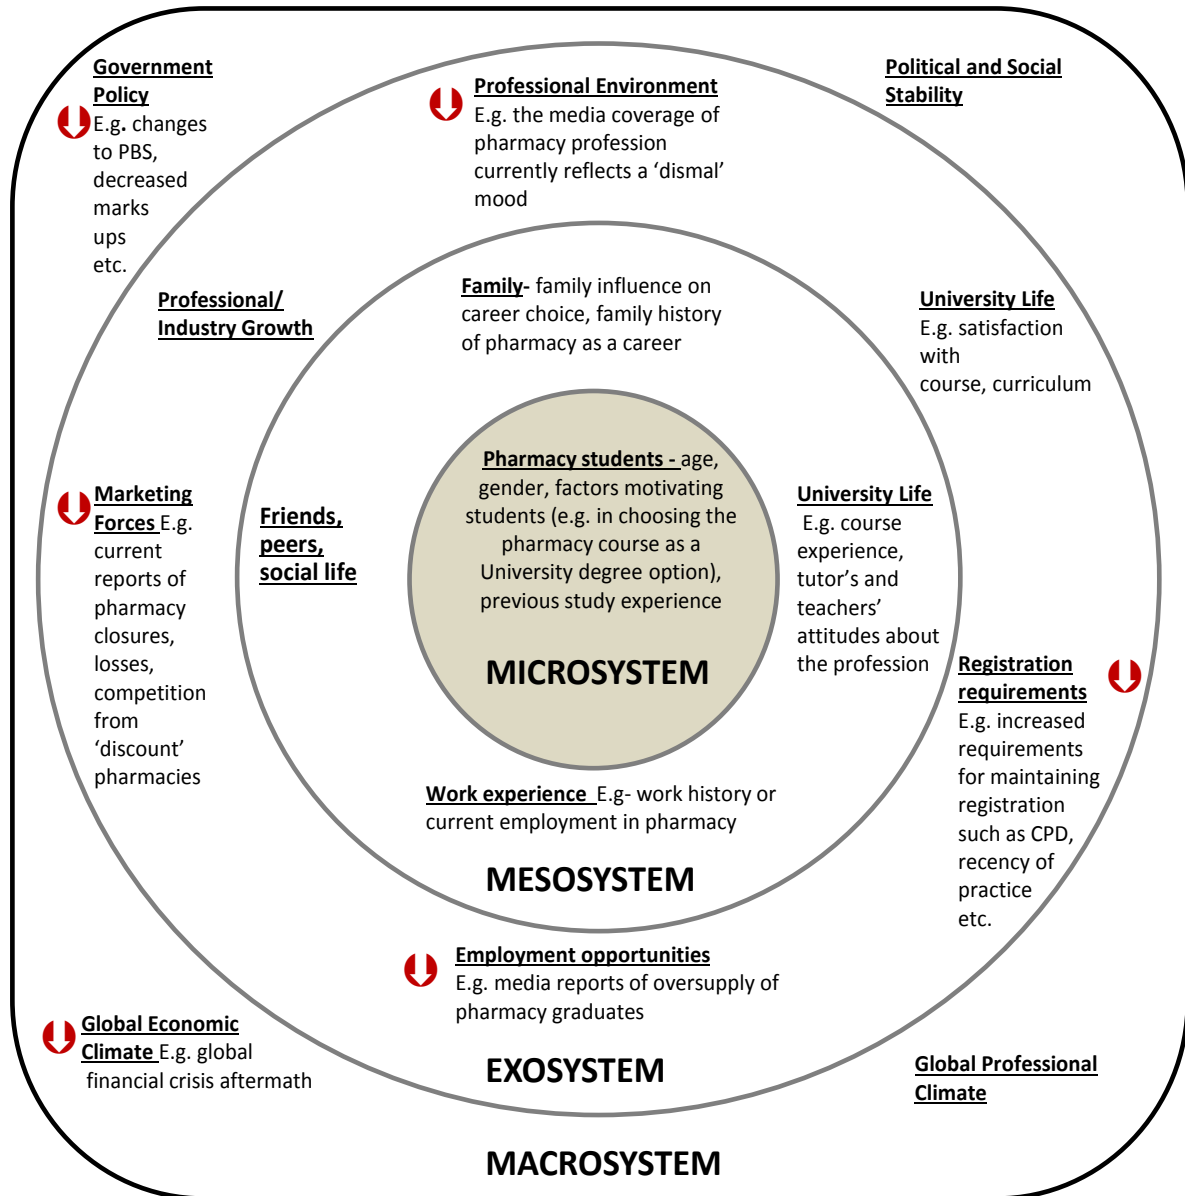 Government
Policy
E.g. changes
to PBS,
decreased
marks
ups
etc.
Professional Environment
E.g. the media coverage of
pharmacy profession
currently reflects a ‘dismal’
mood
Political and Social
Stability
Professional/
Industry Growth
Family- family influence on
career choice, family history
of pharmacy as a career
University Life
E.g. satisfaction
with
course, curriculum
Marketing
Forces E.g.
current
reports of
pharmacy
closures,
losses,
competition
from
‘discount’
pharmacies
Friends,
peers,
social life
Pharmacy students - age,
gender, factors motivating
students (e.g. in choosing the
pharmacy course as a
University degree option),
previous study experience
MICROSYSTEM
University Life
E.g. course
experience,
tutor’s and
teachers’
attitudes about
the profession
Registration
requirements
E.g. increased
requirements
for maintaining
registration
such as CPD,
recency of
practice
etc.
Work experience E.g- work history or
current employment in pharmacy
MESOSYSTEM
Employment opportunities
E.g. media reports of oversupply of
pharmacy graduates
EXOSYSTEM
Global Economic
Climate E.g. global
financial crisis aftermath
Global Professional
Climate
MACROSYSTEM